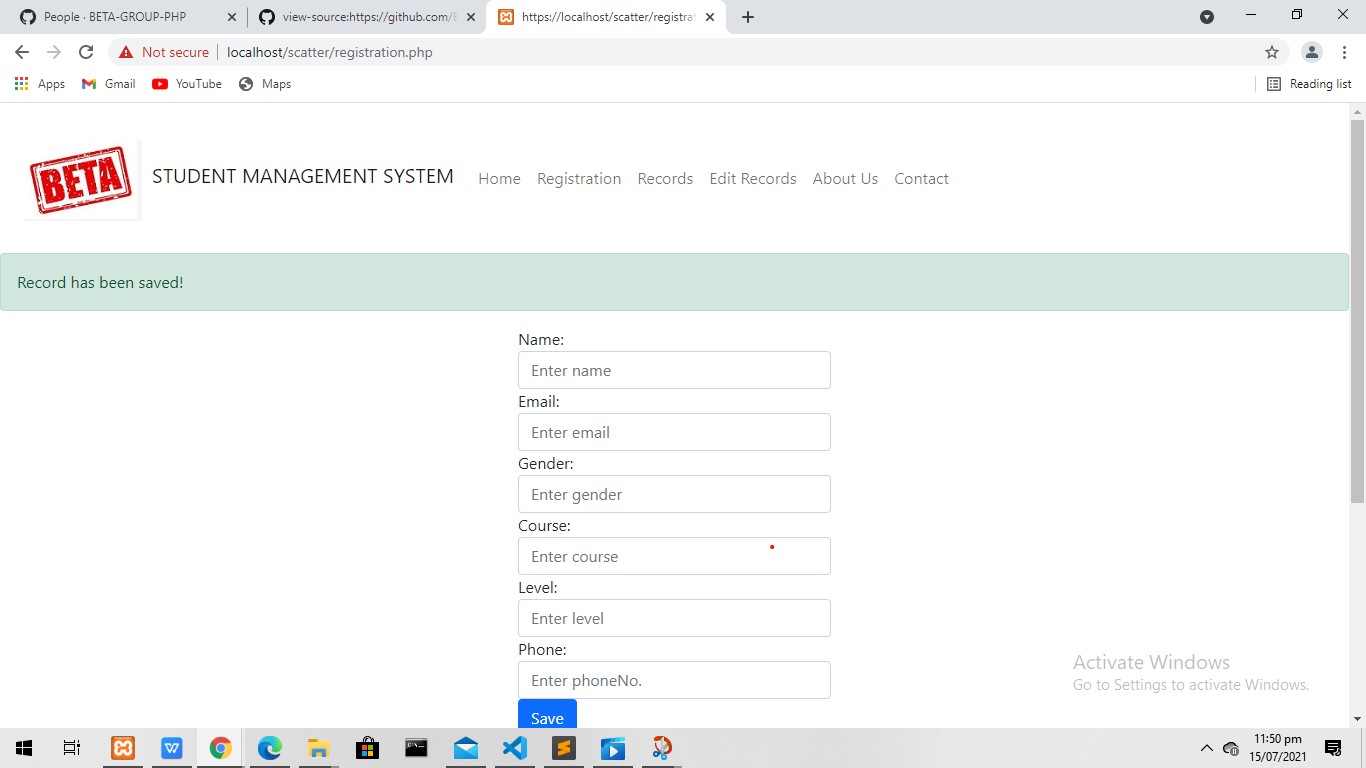 People · BETA-GROUP-PHP
view-source:https://github.com/
https://localhost/scatter/registrat
Not secure
localhost/scatter/registration.php
Apps
Gmail
YouTube
Maps
Reading list
BETA
STUDENT MANAGEMENT SYSTEM
Home
Registration
Records
Edit Records
About Us
Contact
Record has been saved!
Name:
Enter name
Email:
Enter email
Gender:
Enter gender
Course:
Enter course
Level:
Enter level
Phone:
Enter phoneNo.
Save
Activate Windows
Go to Settings to activate Windows.
11:50 pm
15/07/2021